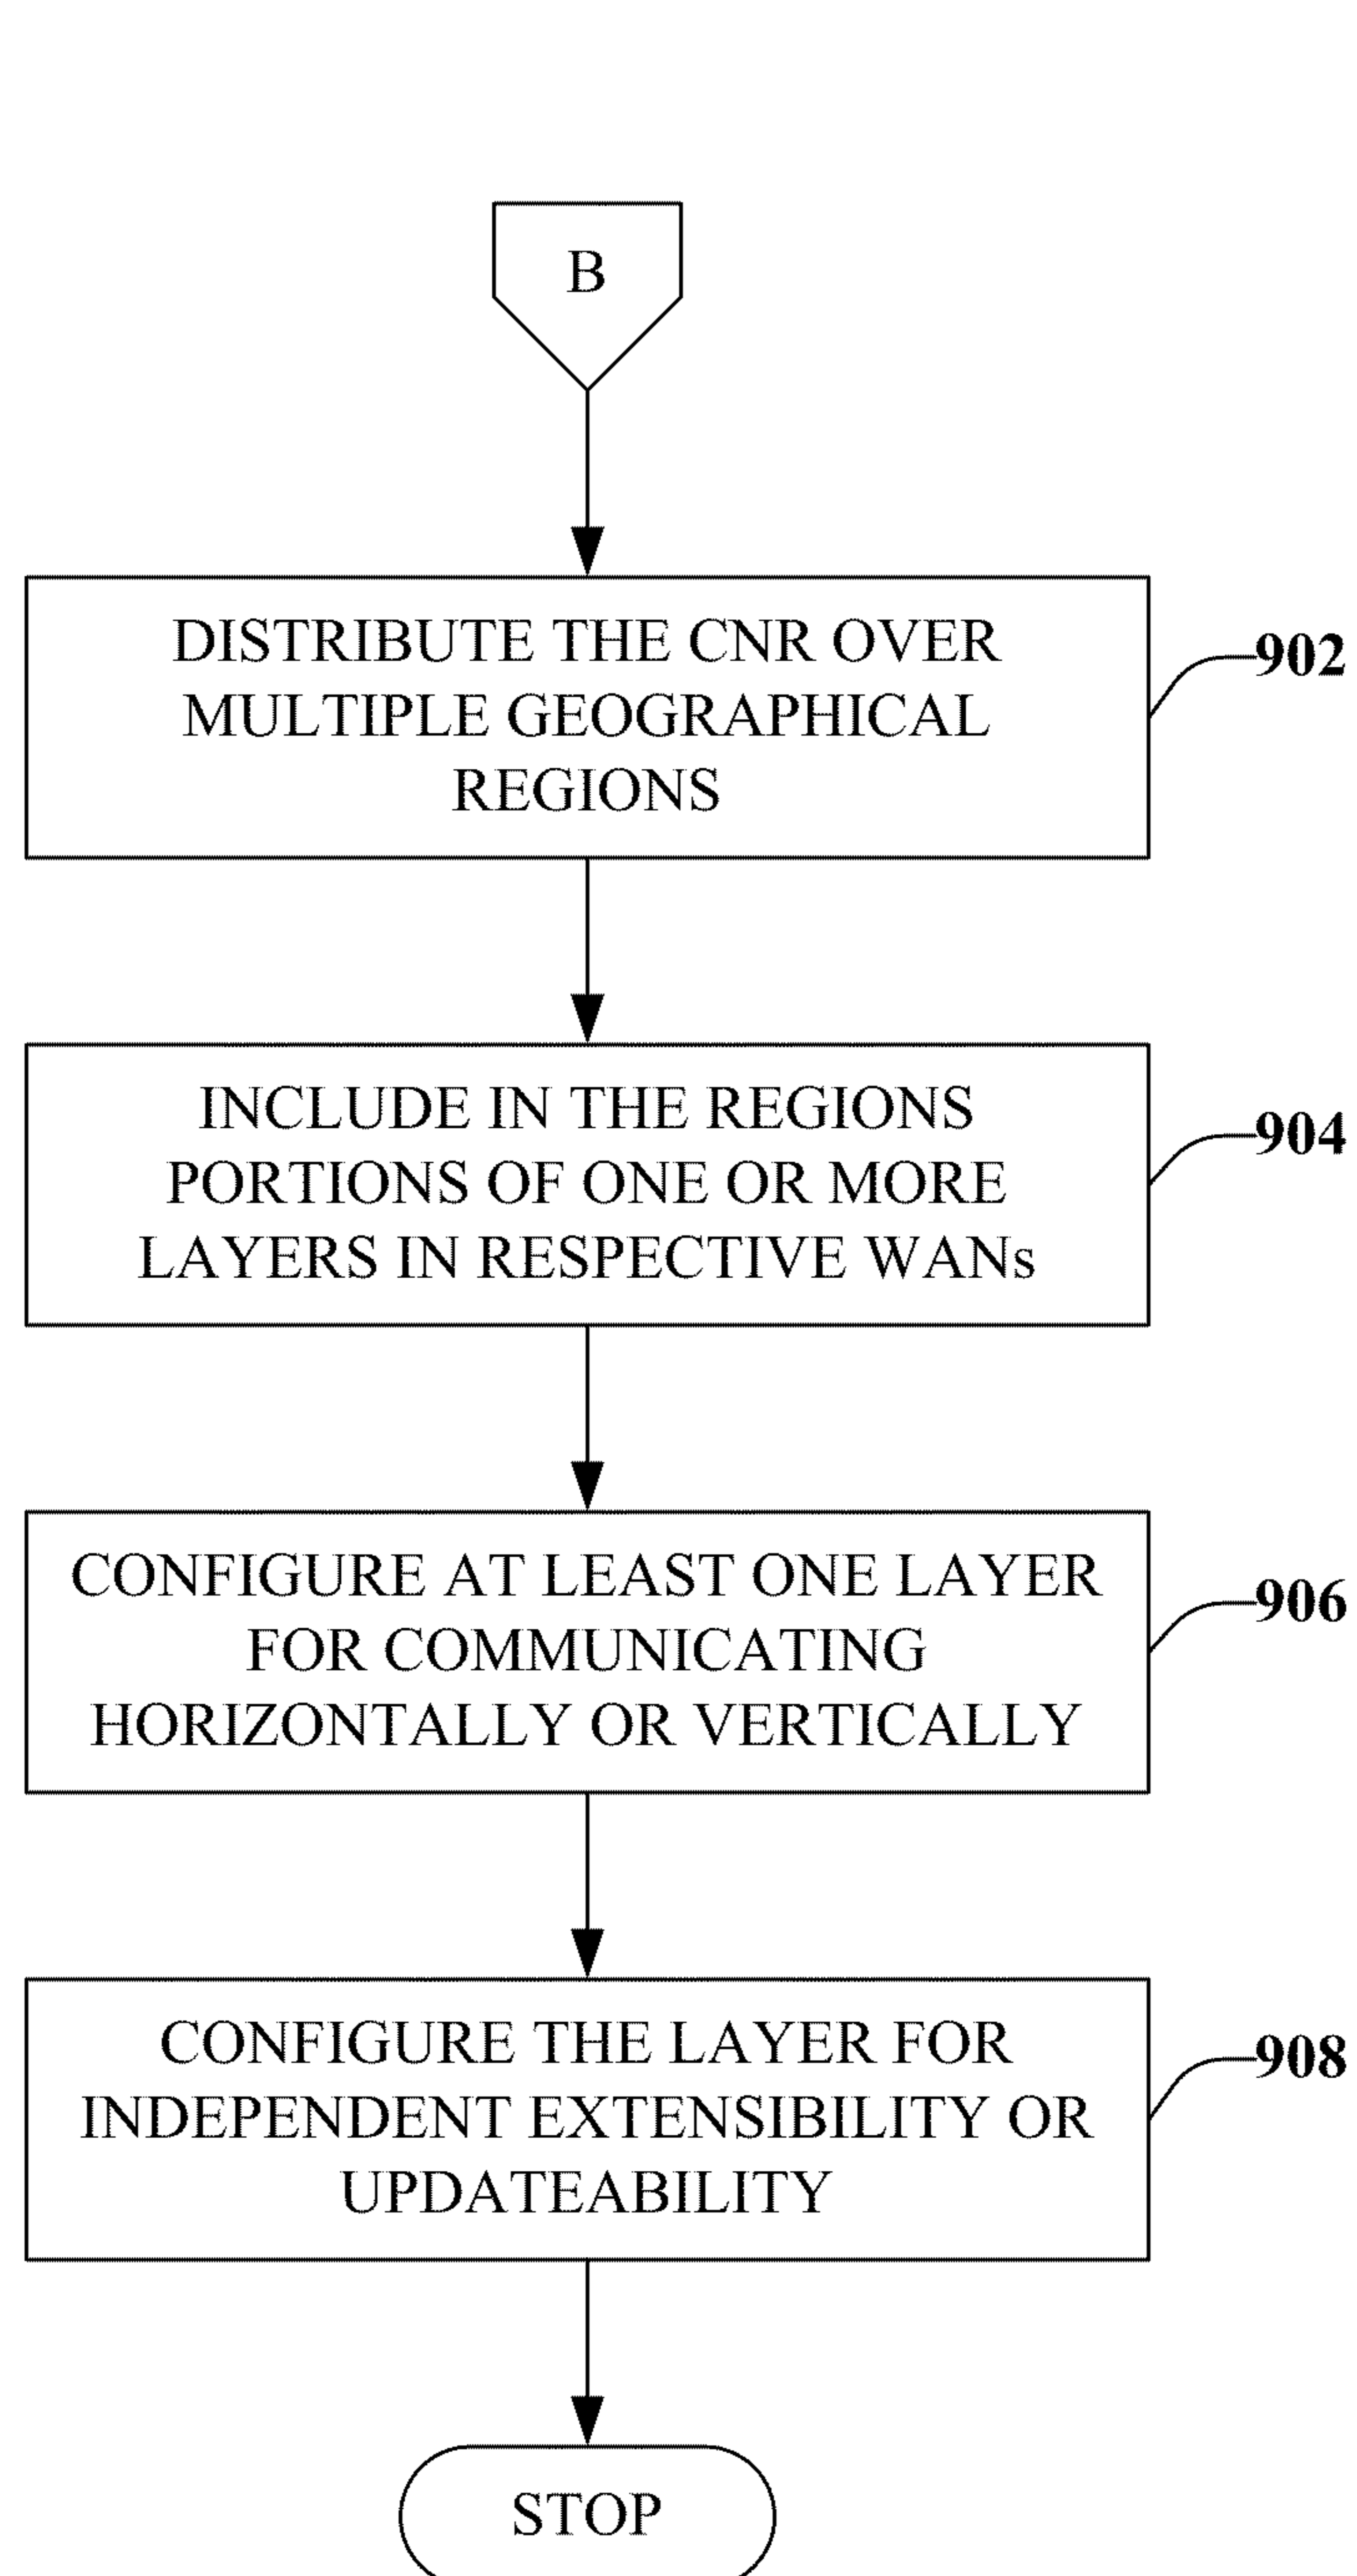 B
DISTRIBUTE THE CNR OVER
MULTIPLE GEOGRAPHICAL
REGIONS
902
INCLUDE IN THE REGIONS
PORTIONS OF ONE OR MORE
LAYERS IN RESPECTIVE WANs
904
CONFIGURE AT LEAST ONE LAYER
FOR COMMUNICATING
HORIZONTALLY OR VERTICALLY
906
CONFIGURE THE LAYER FOR
INDEPENDENT EXTENSIBILITY OR
UPDATEABILITY
908
STOP